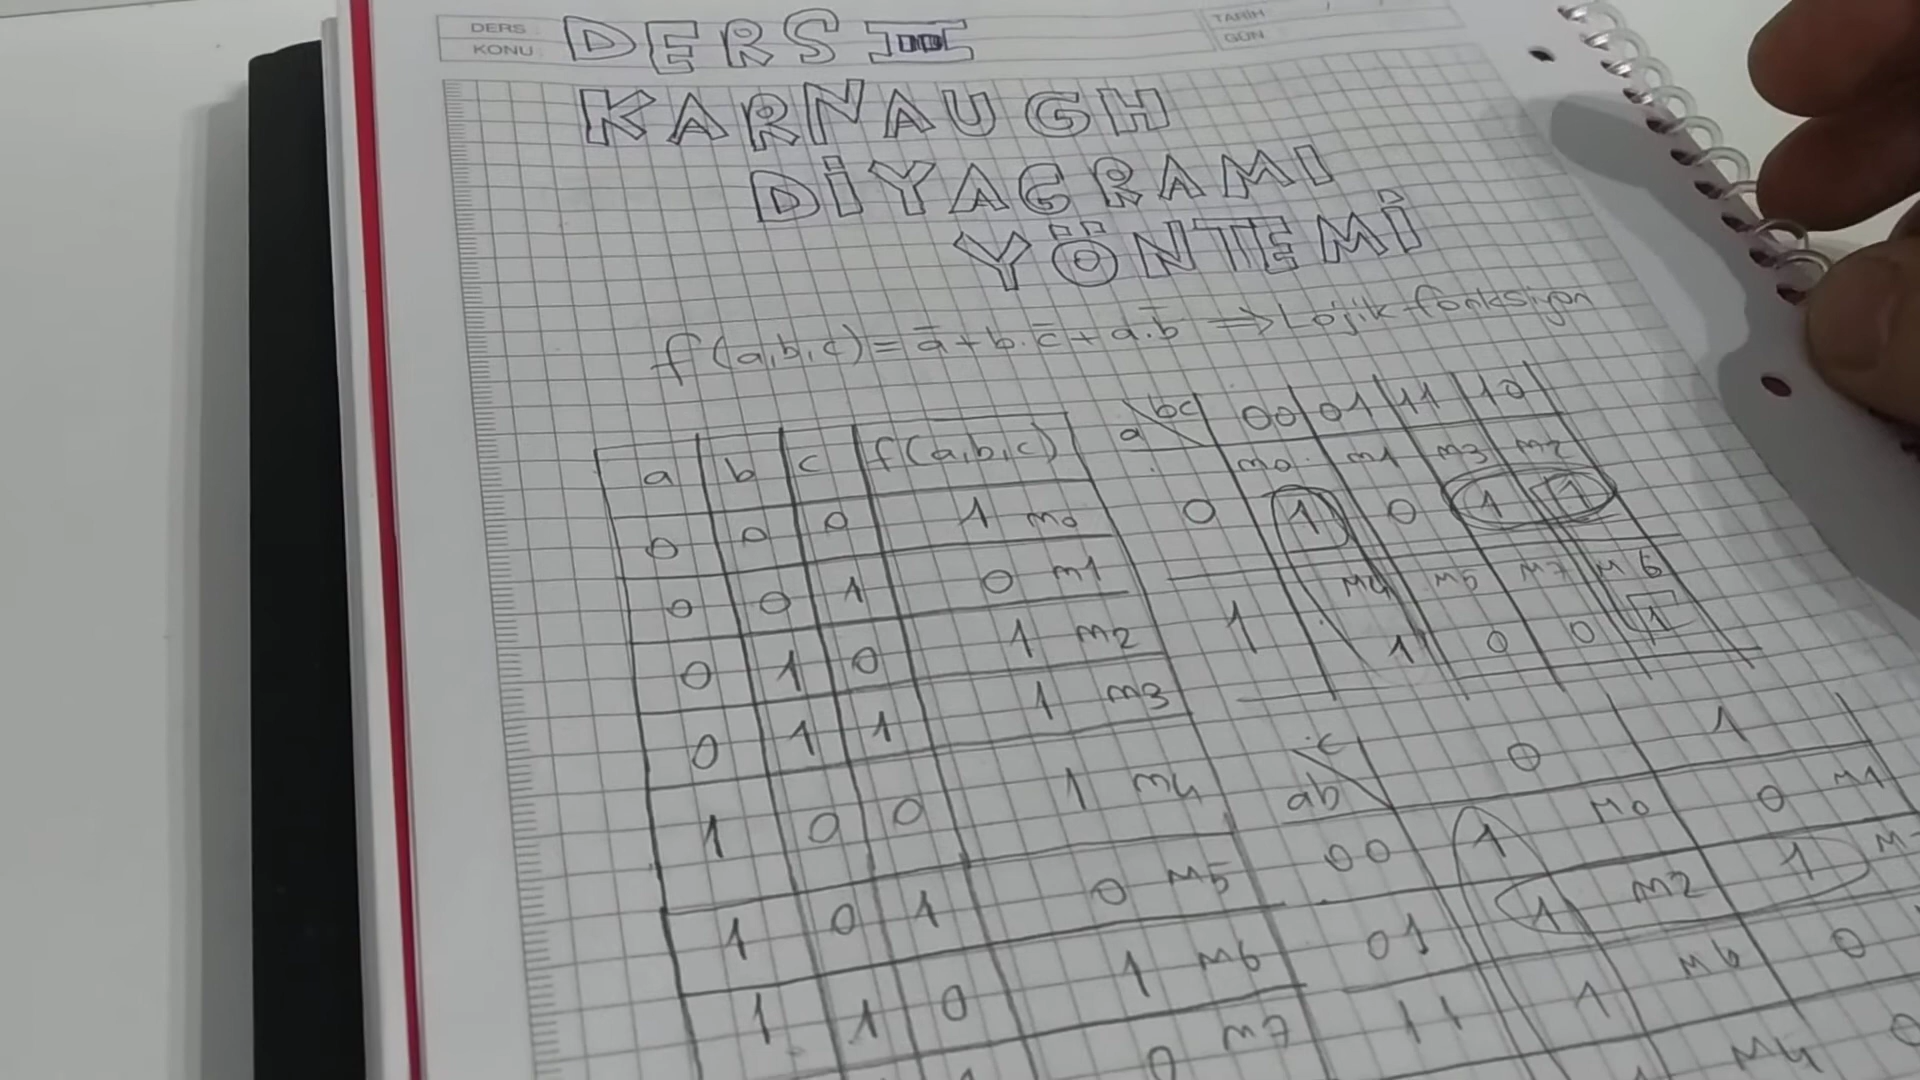 DERS DERS II
KONU
TARİH
GÜN
KARNAUGH
DİYAGRAMI
YÖNTEMİ
f(a,b,c)= a̅+b.c̅+a.b̅ ⇒ Lojik fonksiyon
a b c f(a,b,c)
0 0 0 1 m0
0 0 1 0 m1
0 1 0 1 m2
0 1 1 1 m3
1 0 0 1 m4
1 0 1 0 m5
1 1 0 1 m6
0 m7
a bc 00 01 11 10
m0 m1 m3 m2
0 1 0 1 1
m4 m5 m7 m6
1 1 0 0 1
ab c 0 1
00 1 m0 0 m1
01 1 m2 1
11 1 m6 0
m4 0